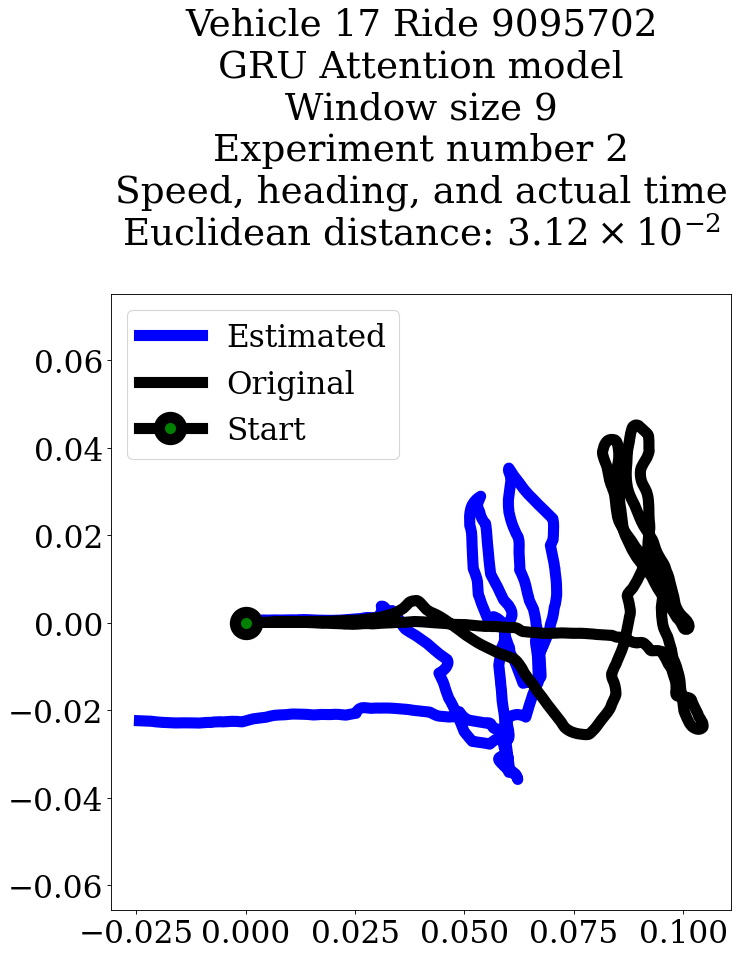 Vehicle 17 Ride 9095702
GRU Attention model
Window size 9
Experiment number 2
Speed, heading, and actual time
Euclidean distance: 3.12 × 10⁻²
Estimated
Original
Start
0.06
0.04
0.02
0.00
−0.02
−0.04
−0.06
−0.025 0.000 0.025 0.050 0.075 0.100